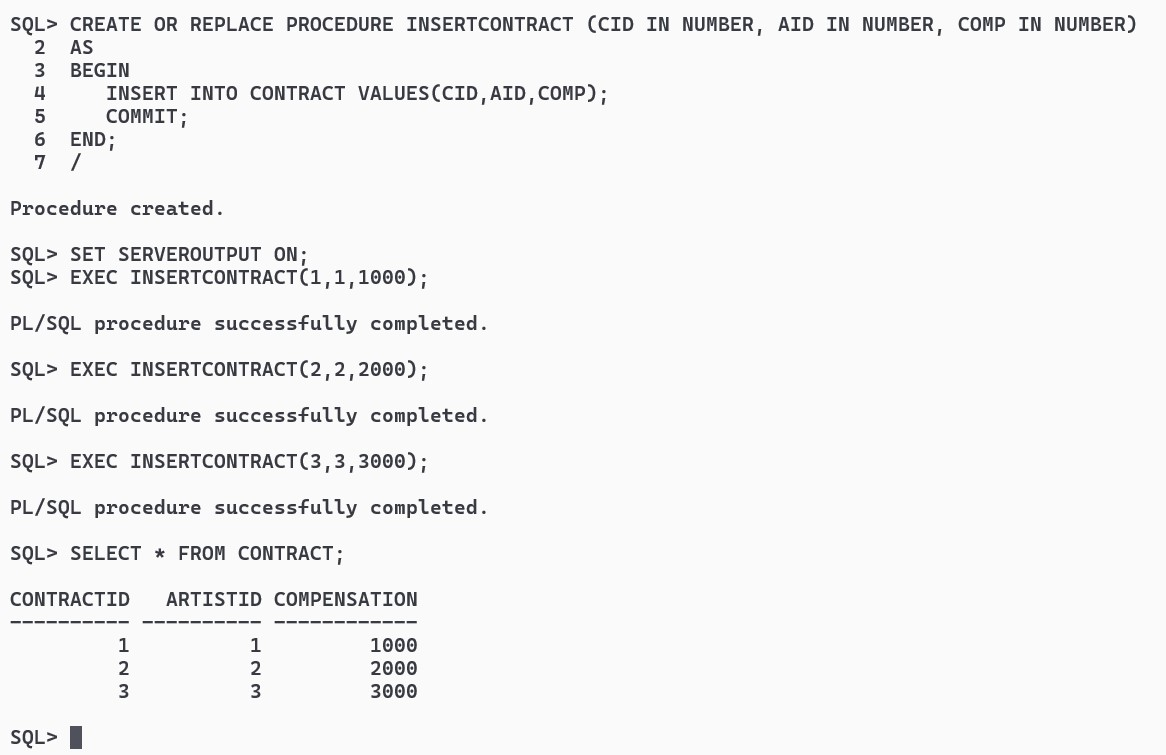 SQL> CREATE OR REPLACE PROCEDURE INSERTCONTRACT (CID IN NUMBER, AID IN NUMBER, COMP IN NUMBER)
  2  AS
  3  BEGIN
  4     INSERT INTO CONTRACT VALUES(CID,AID,COMP);
  5     COMMIT;
  6  END;
  7  /

Procedure created.

SQL> SET SERVEROUTPUT ON;
SQL> EXEC INSERTCONTRACT(1,1,1000);

PL/SQL procedure successfully completed.

SQL> EXEC INSERTCONTRACT(2,2,2000);

PL/SQL procedure successfully completed.

SQL> EXEC INSERTCONTRACT(3,3,3000);

PL/SQL procedure successfully completed.

SQL> SELECT * FROM CONTRACT;

CONTRACTID   ARTISTID COMPENSATION
---------- ---------- ------------
         1          1         1000
         2          2         2000
         3          3         3000

SQL>